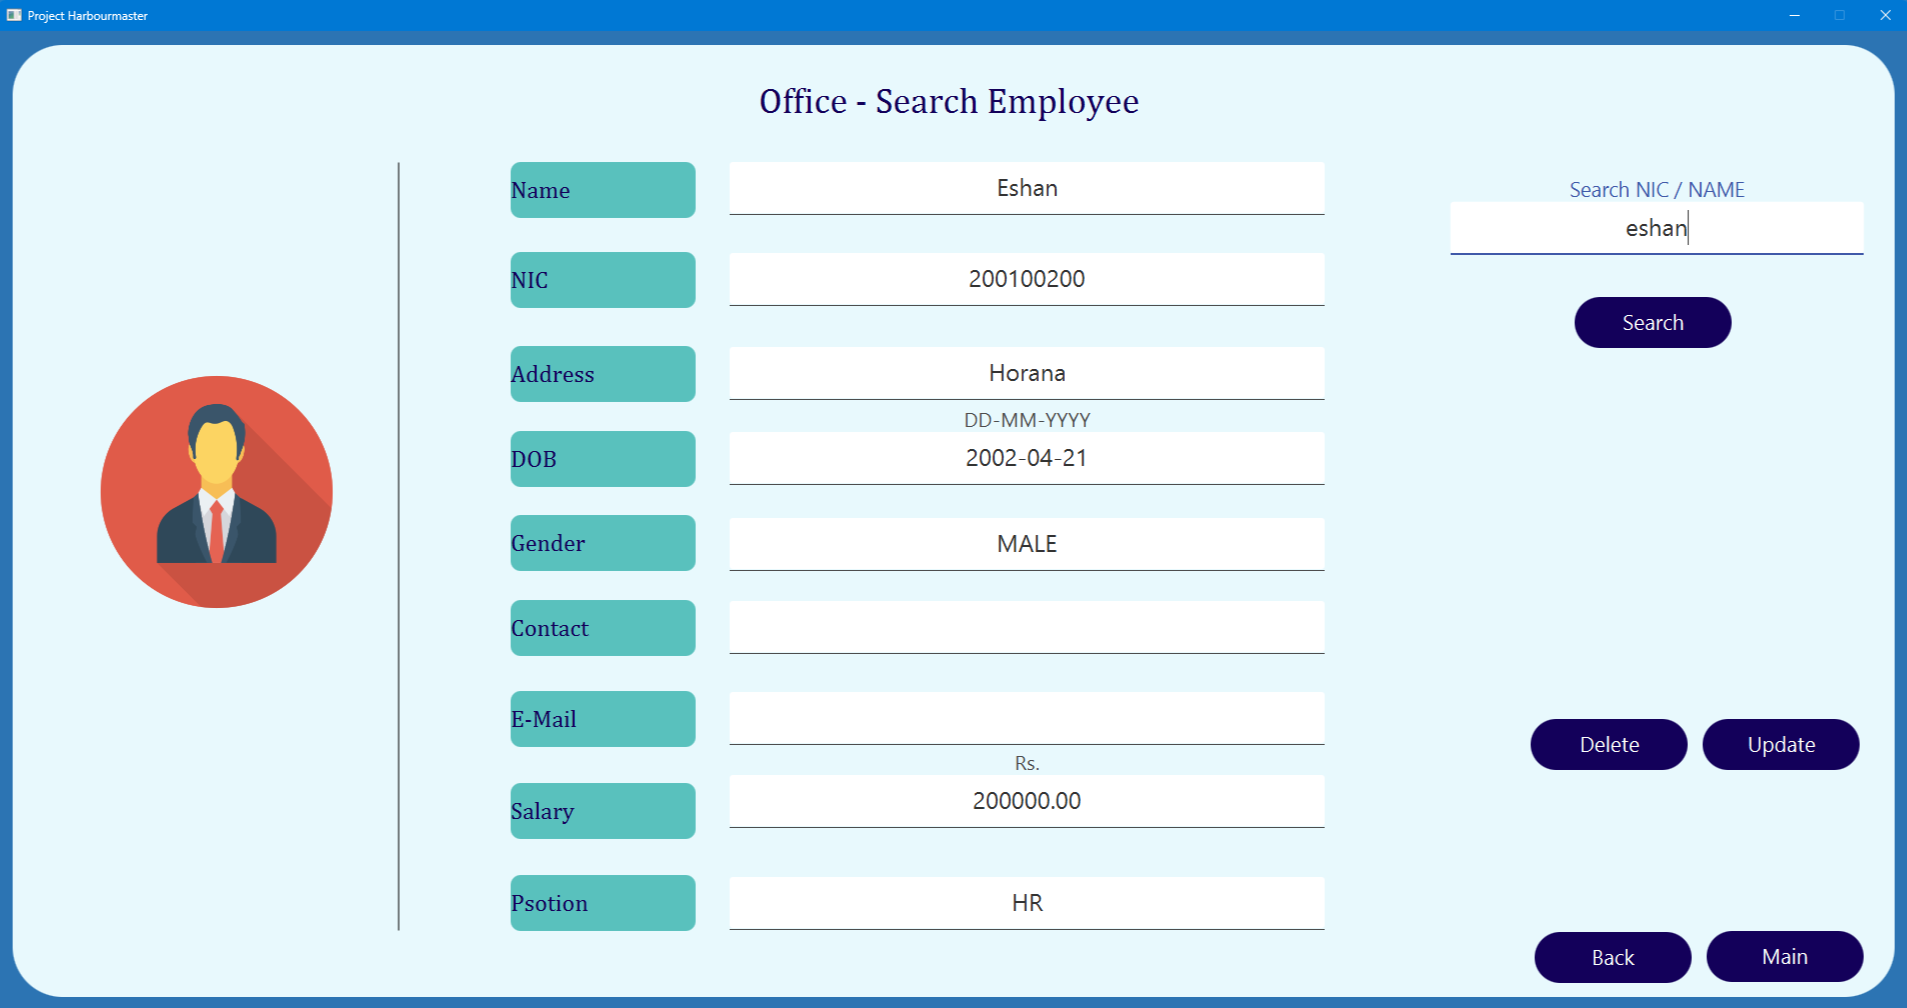 Project Harbourmaster
Office - Search Employee
Name
Eshan
NIC
200100200
Address
Horana
DD-MM-YYYY
DOB
2002-04-21
Gender
MALE
Contact
E-Mail
Rs.
Salary
200000.00
Psotion
HR
Search NIC / NAME
eshan
Search
Delete
Update
Back
Main